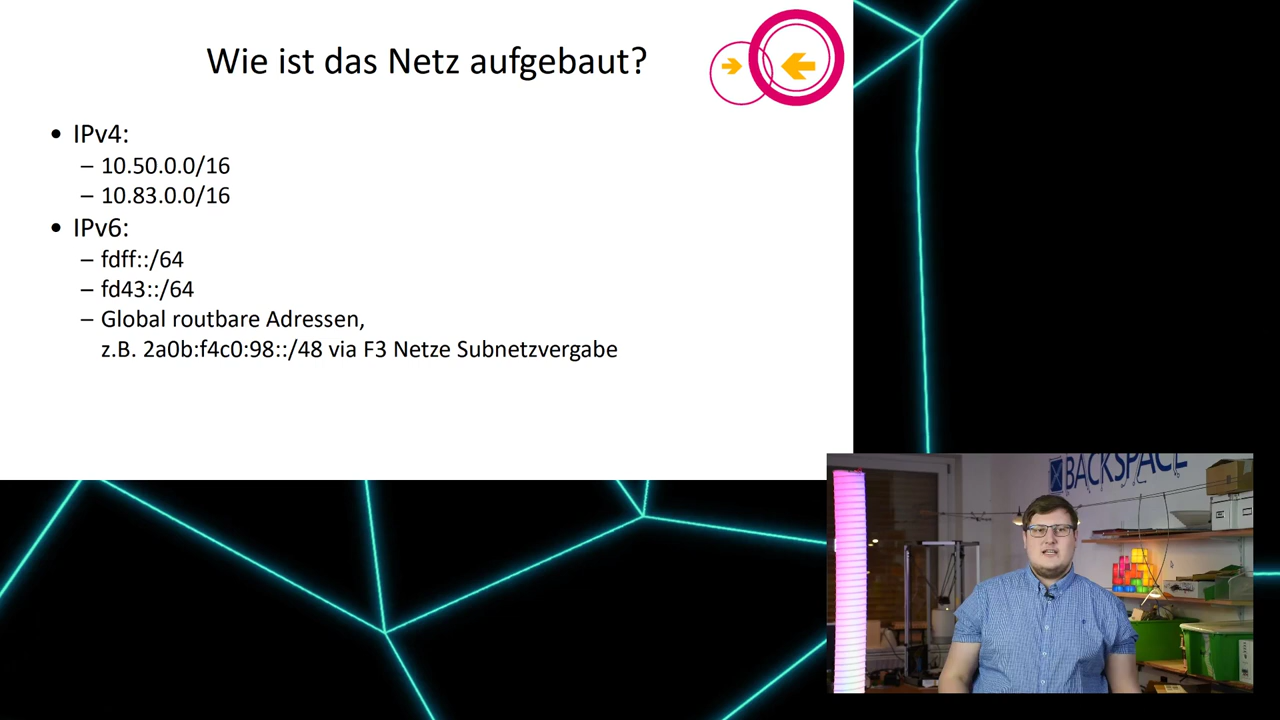 Wie ist das Netz aufgebaut?
• IPv4:
– 10.50.0.0/16
– 10.83.0.0/16
• IPv6:
– fdff::/64
– fd43::/64
– Global routbare Adressen,
z.B. 2a0b:f4c0:98::/48 via F3 Netze Subnetzvergabe
BACKSPACE